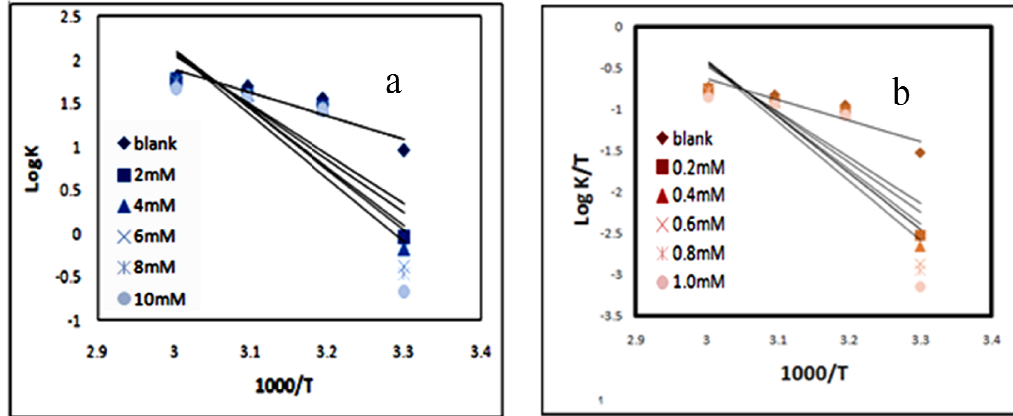 2.5
2
1.5
1
0.5
0
-0.5
-1
LogK
a
blank
2mM
4mM
6mM
8mM
10mM
2.9 3 3.1 3.2 3.3 3.4
1000/T
0
-0.5
-1
-1.5
-2
-2.5
-3
-3.5
Log K/T
b
blank
0.2mM
0.4mM
0.6mM
0.8mM
1.0mM
2.9 3 3.1 3.2 3.3 3.4
1000/T